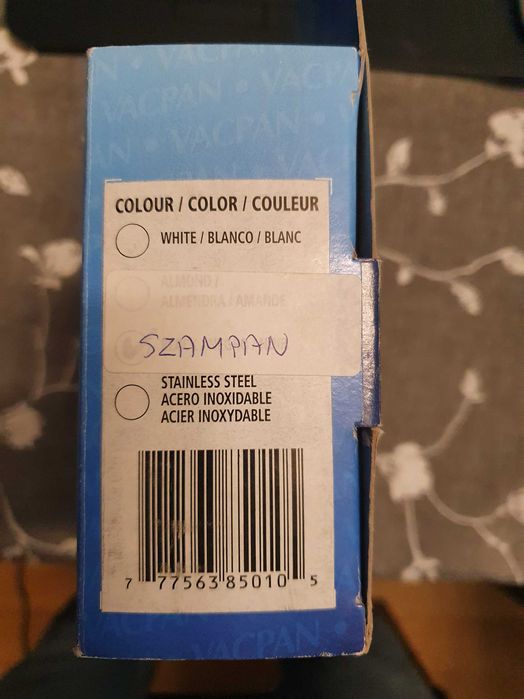 VACPAN
VACPAN • VACPAN •
COLOUR / COLOR / COULEUR
WHITE / BLANCO / BLANC
ALMOND /
ALMENDRA / AMANDE
SZAMPAN
STAINLESS STEEL
ACERO INOXIDABLE
ACIER INOXYDABLE
7 77563 85010 5
VACPAN •